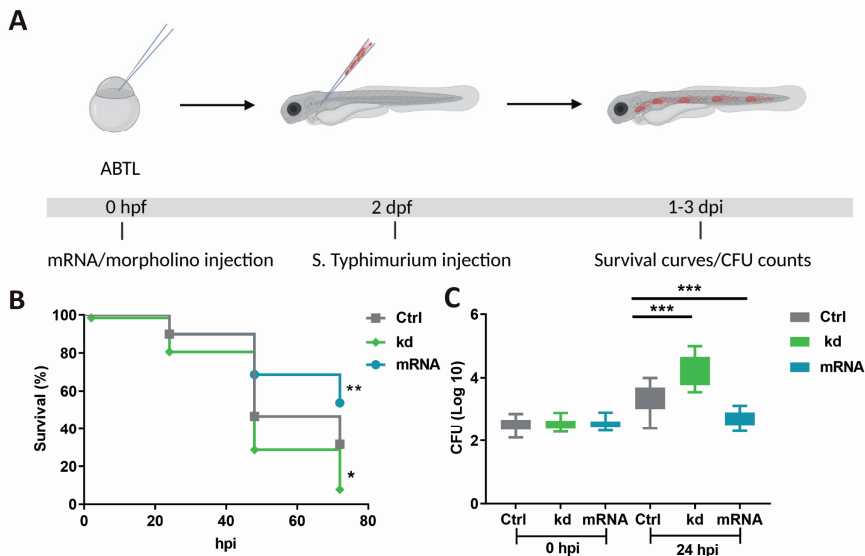 A
ABTL
0 hpf 2 dpf 1-3 dpi
mRNA/morpholino injection S. Typhimurium injection Survival curves/CFU counts
B
100
80
60
40
20
0
Survival (%)
0 20 40 60 80
hpi
Ctrl
kd
mRNA
**
*
C
6
4
2
0
CFU (Log 10)
***
***
Ctrl
kd
mRNA
Ctrl kd mRNA Ctrl kd mRNA
0 hpi 24 hpi